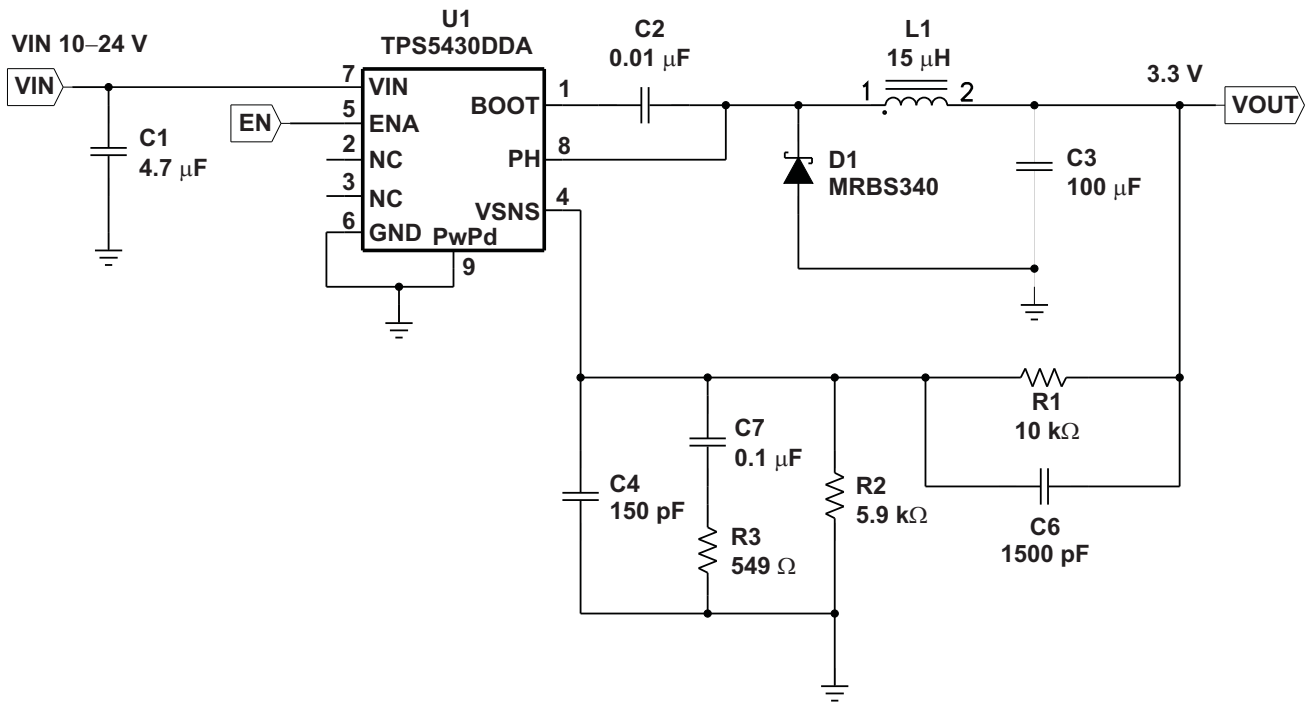 U1
TPS5430DDA
VIN 10–24 V
VIN
C1
4.7 μF
EN
7
5
2
3
6
VIN
ENA
NC
NC
GND
BOOT
PH
VSNS
PwPd
9
1
8
4
C2
0.01 μF
L1
15 μH
1
2
3.3 V
VOUT
D1
MRBS340
C3
100 μF
R1
10 kΩ
C6
1500 pF
C7
0.1 μF
C4
150 pF
R3
549 Ω
R2
5.9 kΩ